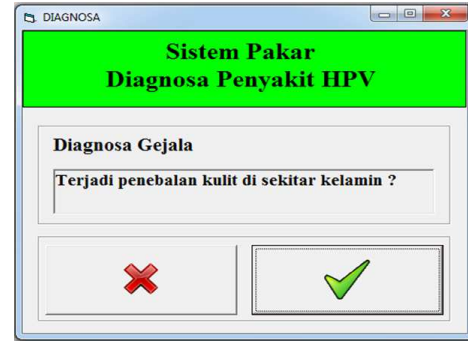 DIAGNOSA
Sistem Pakar
Diagnosa Penyakit HPV
Diagnosa Gejala
Terjadi penebalan kulit di sekitar kelamin ?